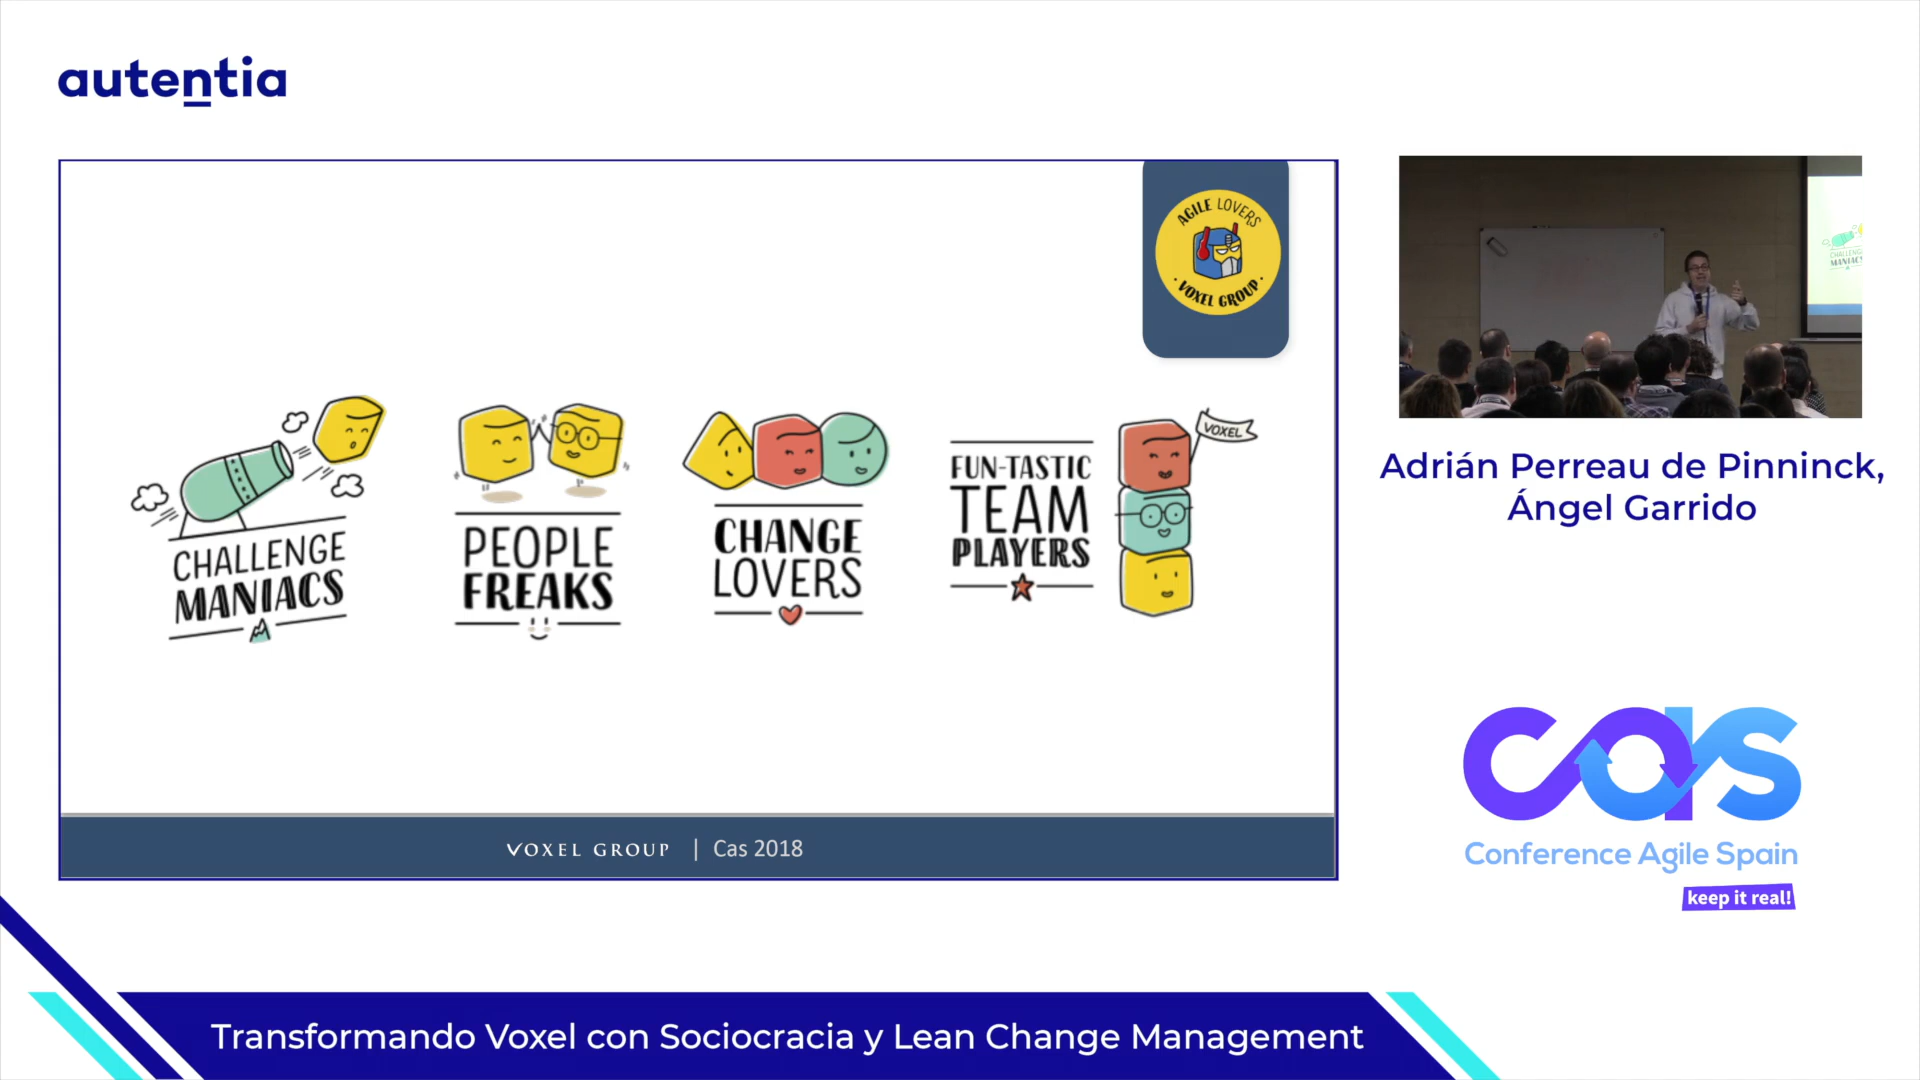 autentia
AGILE LOVERS
· VOXEL GROUP ·
CHALLENGE
MANIACS
PEOPLE
FREAKS
CHANGE
LOVERS
FUN-TASTIC
TEAM
PLAYERS
VOXEL
VOXEL GROUP | Cas 2018
CHALLENGE
MANIACS
Adrián Perreau de Pinninck,
Ángel Garrido
cas
Conference Agile Spain
keep it real!
Transformando Voxel con Sociocracia y Lean Change Management